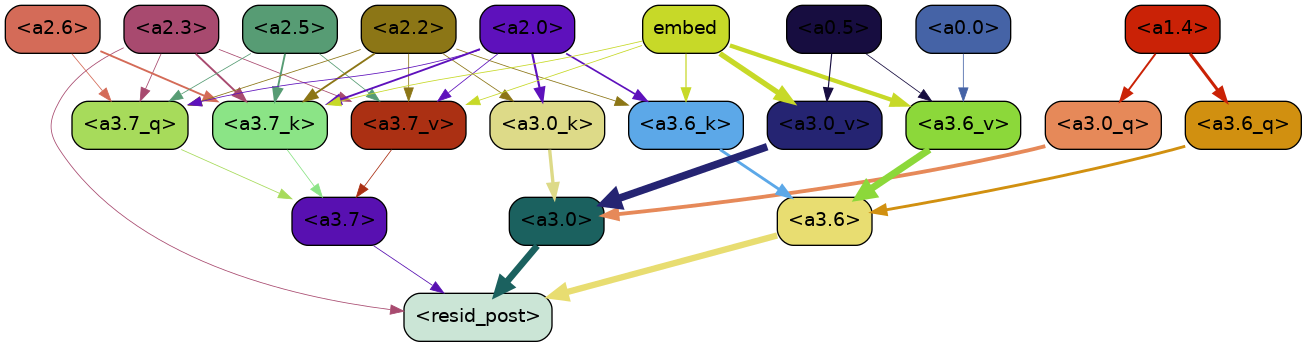 <a2.6> <a2.3> <a2.5> <a2.2> <a2.0> embed <a0.5> <a0.0> <a1.4>
<a3.7_q> <a3.7_k> <a3.7_v> <a3.0_k> <a3.6_k> <a3.0_v> <a3.6_v> <a3.0_q> <a3.6_q>
<a3.7> <a3.0> <a3.6>
<resid_post>